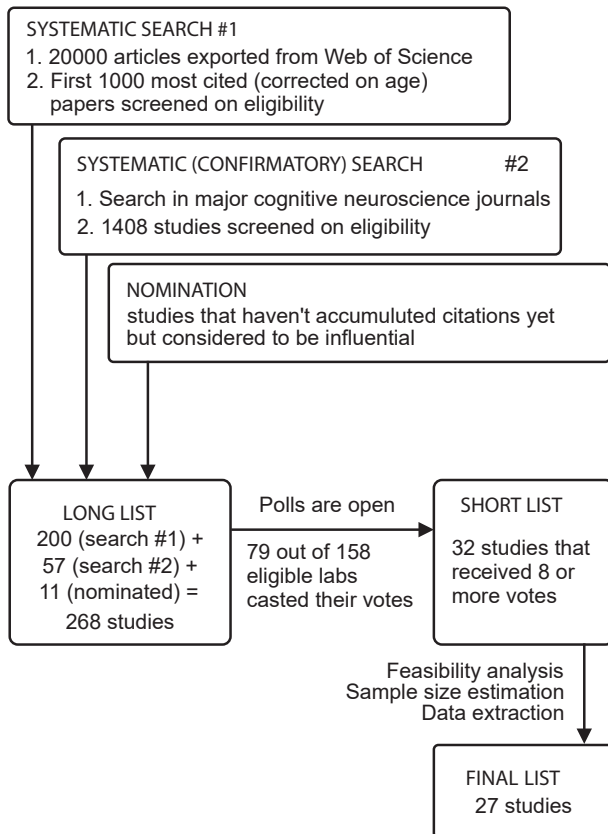 SYSTEMATIC SEARCH #1
1. 20000 articles exported from Web of Science
2. First 1000 most cited (corrected on age)
papers screened on eligibility
SYSTEMATIC (CONFIRMATORY) SEARCH #2
1. Search in major cognitive neuroscience journals
2. 1408 studies screened on eligibility
NOMINATION
studies that haven't accumuluted citations yet
but considered to be influential
LONG LIST
200 (search #1) +
57 (search #2) +
11 (nominated) =
268 studies
Polls are open
79 out of 158
eligible labs
casted their votes
SHORT LIST
32 studies that
received 8 or
more votes
Feasibility analysis
Sample size estimation
Data extraction
FINAL LIST
27 studies